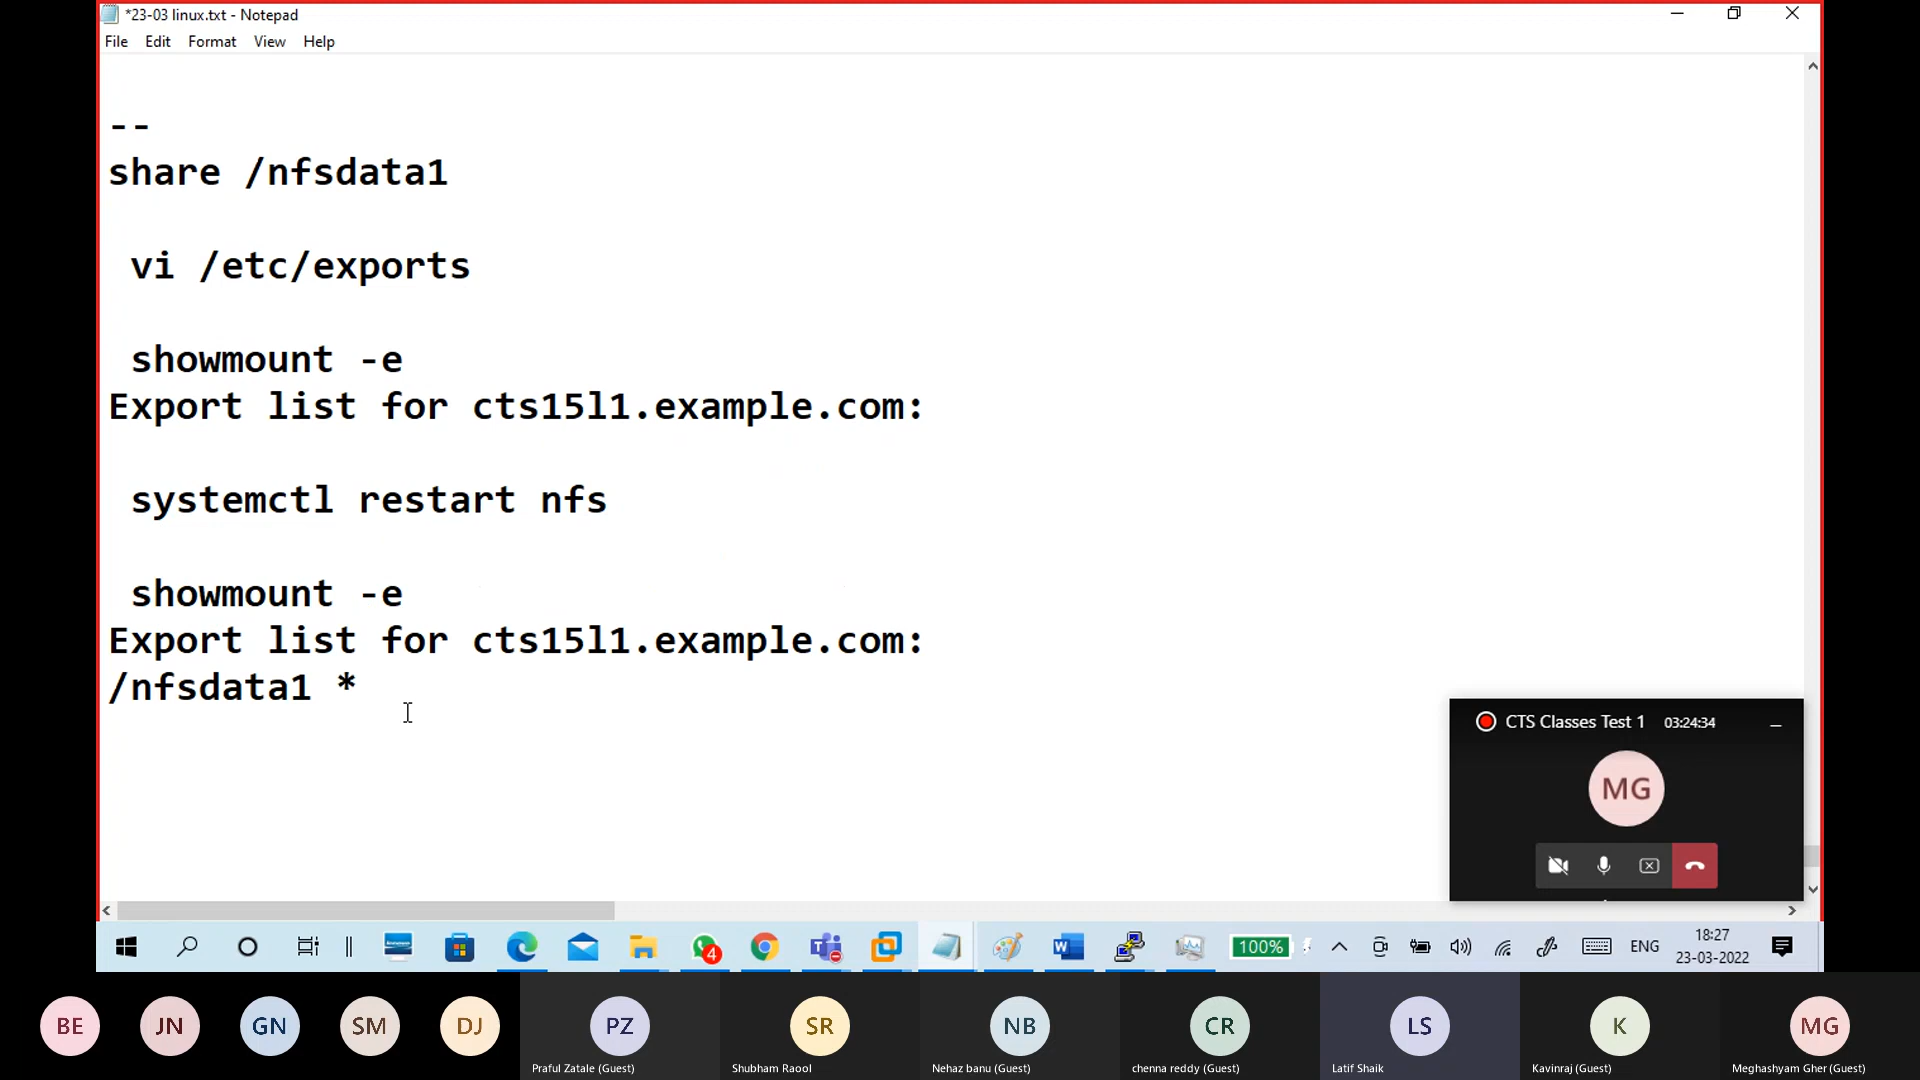 *23-03 linux.txt - Notepad
File Edit Format View Help
--
share /nfsdata1
vi /etc/exports
showmount -e
Export list for cts15l1.example.com:
systemctl restart nfs
showmount -e
Export list for cts15l1.example.com:
/nfsdata1 *
CTS Classes Test 1 03:24:34
MG
4
100%
ENG
18:27
23-03-2022
BE JN GN SM DJ PZ SR NB CR LS K MG
Praful Zatale (Guest) Shubham Raool Nehaz banu (Guest) chenna reddy (Guest) Latif Shaik Kavinraj (Guest) Meghashyam Gher (Guest)